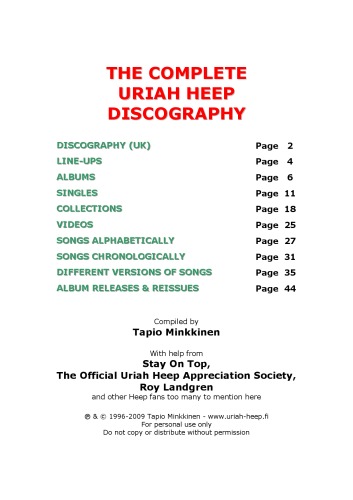 THE COMPLETE
URIAH HEEP
DISCOGRAPHY
DISCOGRAPHY (UK) Page 2
LINE-UPS Page 4
ALBUMS Page 6
SINGLES Page 11
COLLECTIONS Page 18
VIDEOS Page 25
SONGS ALPHABETICALLY Page 27
SONGS CHRONOLOGICALLY Page 31
DIFFERENT VERSIONS OF SONGS Page 35
ALBUM RELEASES & REISSUES Page 44
Compiled by
Tapio Minkkinen
With help from
Stay On Top,
The Official Uriah Heep Appreciation Society,
Roy Landgren
and other Heep fans too many to mention here
℗ & © 1996-2009 Tapio Minkkinen - www.uriah-heep.fi
For personal use only
Do not copy or distribute without permission